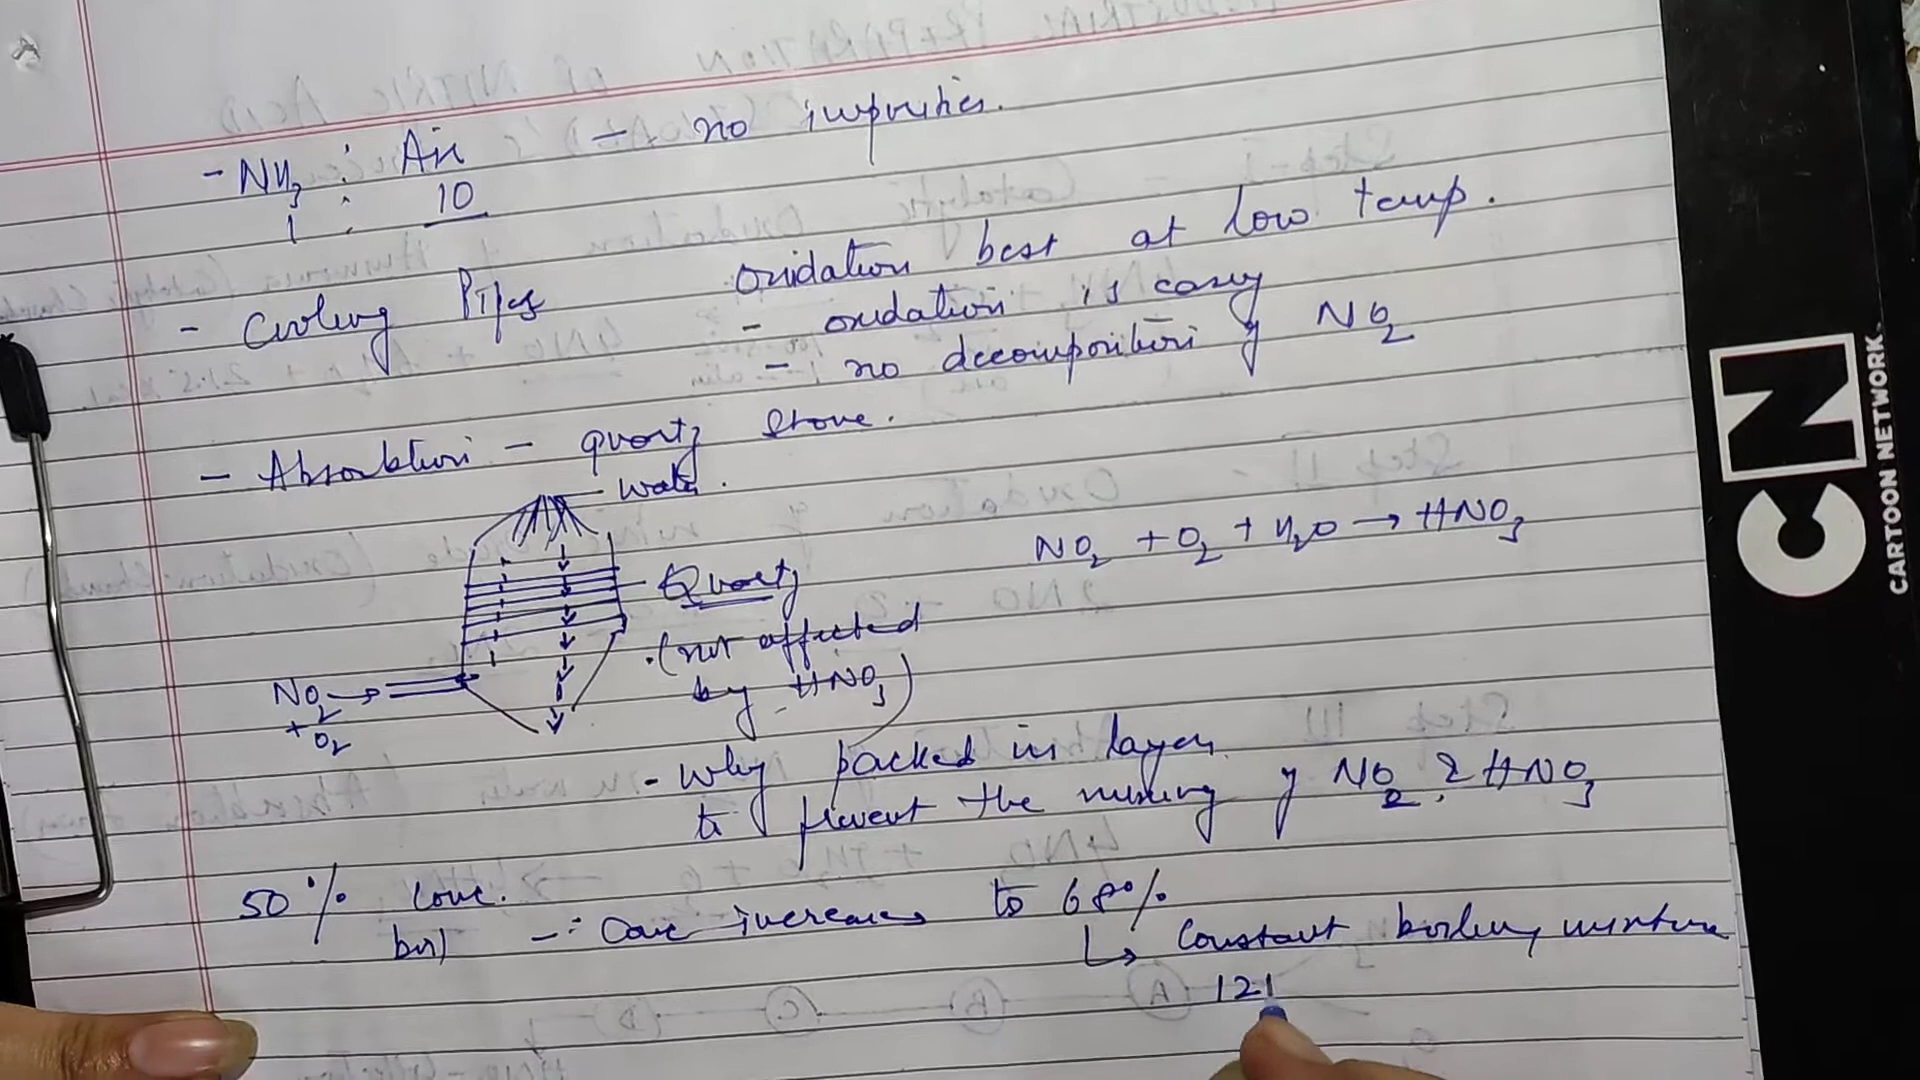 - NH3 : Air - no impurities.
1 : 10
- Cooling Pipes
oxidation best at low temp.
- oxidation is easy
- no decomposition of NO2
- Absorbtion - quartz stone.
water.
Quartz
(not affected
by HNO3)
NO2 →
+ O2
NO2 + O2 + H2O → HNO3
- Why packed in layers
to prevent the mixing of NO2 & HNO3
50% conc.
boil - : Conc increases to 68%
↳ Constant boiling mixture
121
CN
CARTOON NETWORK.